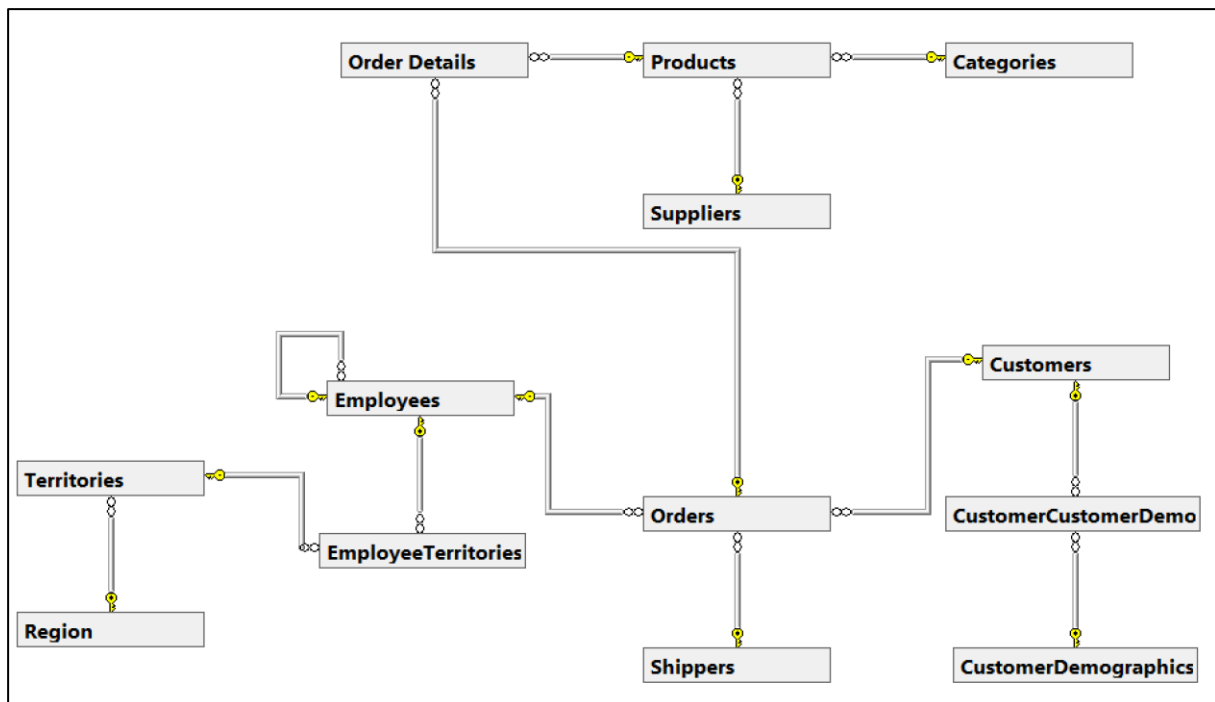 Order Details
Products
Categories
Suppliers
Customers
Employees
Territories
Orders
CustomerCustomerDemo
EmployeeTerritories
Region
Shippers
CustomerDemographics